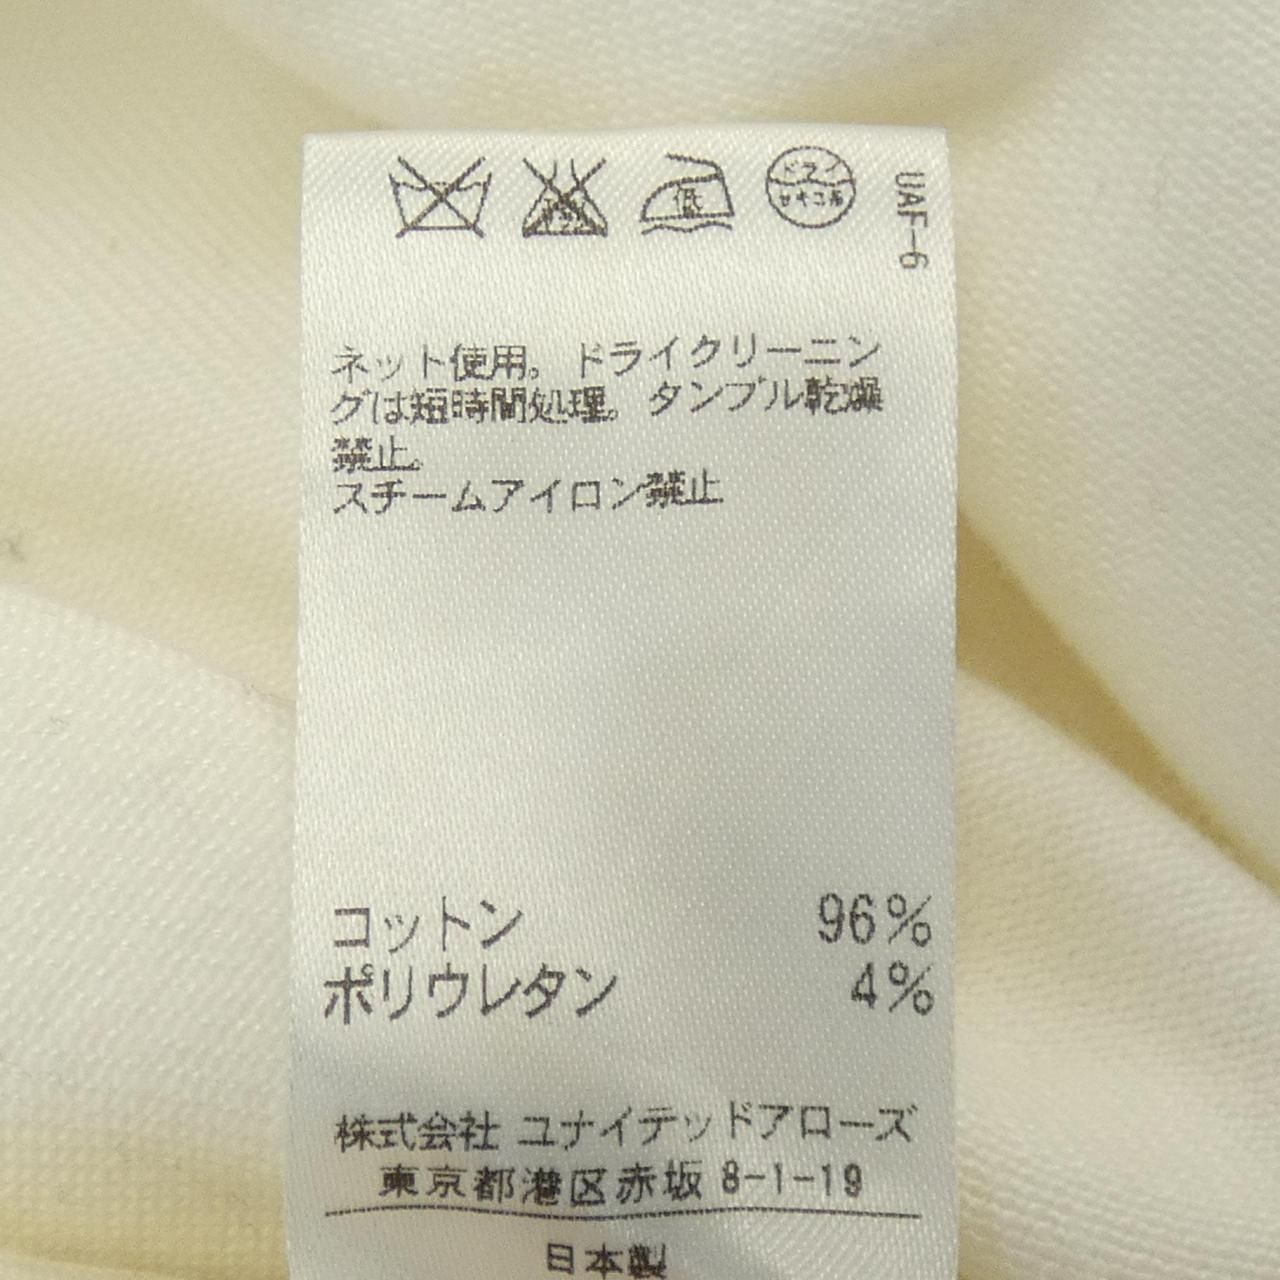 低
ドライ
セキユ系
UAF-6
ネット使用。ドライクリーニン
グは短時間処理。タンブル乾燥
禁止。
スチームアイロン禁止
コットン 96%
ポリウレタン 4%
株式会社 ユナイテッドアローズ
東京都港区赤坂 8-1-19
日本製